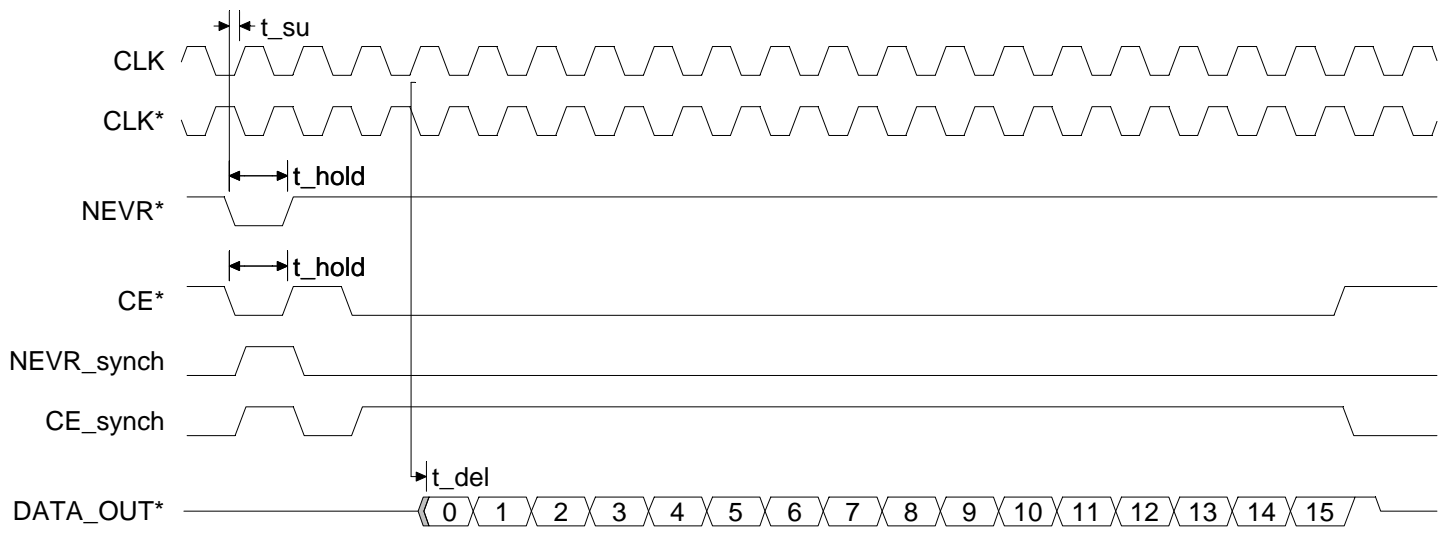 t_su
CLK
CLK*
t_hold
NEVR*
t_hold
CE*
NEVR_synch
CE_synch
t_del
DATA_OUT* 0 1 2 3 4 5 6 7 8 9 10 11 12 13 14 15